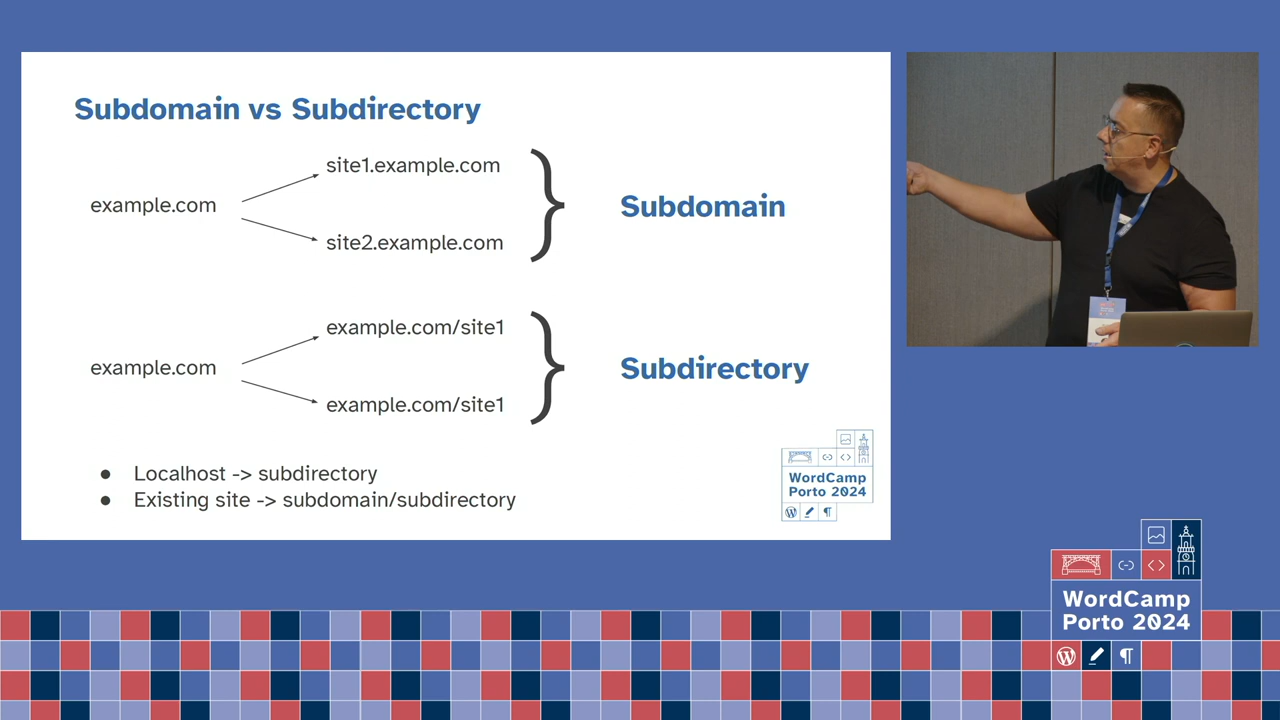 Subdomain vs Subdirectory
example.com
site1.example.com
site2.example.com
Subdomain
example.com
example.com/site1
example.com/site1
Subdirectory
● Localhost -> subdirectory
● Existing site -> subdomain/subdirectory
WordCamp
Porto 2024
WordCamp
Porto 2024